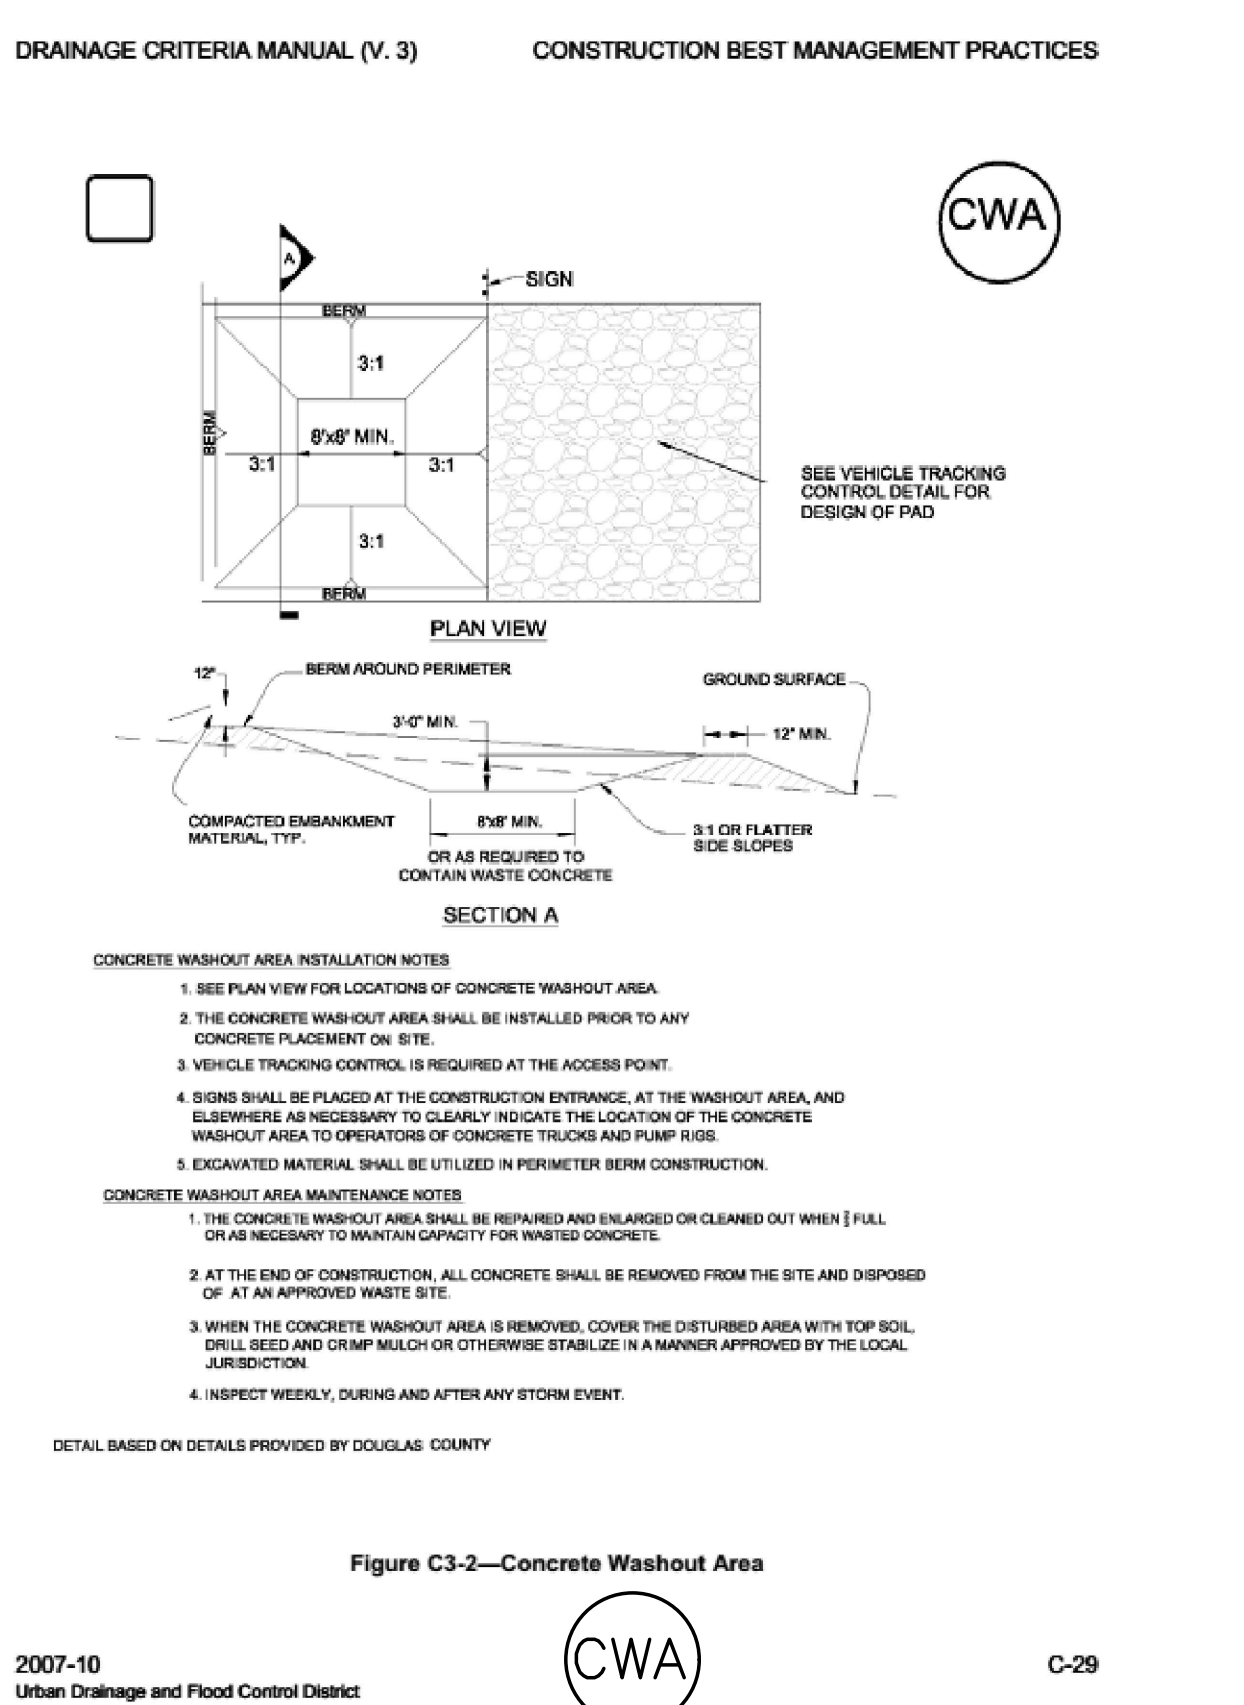 DRAINAGE CRITERIA MANUAL (V. 3) CONSTRUCTION BEST MANAGEMENT PRACTICES
CWA
A
SIGN
BERM
3:1
8'x8' MIN.
BERM
3:1
3:1
SEE VEHICLE TRACKING
CONTROL DETAIL FOR
DESIGN OF PAD
3:1
BERM
PLAN VIEW
12"
BERM AROUND PERIMETER
GROUND SURFACE
3'-0" MIN.
12" MIN.
COMPACTED EMBANKMENT
MATERIAL, TYP.
8'x8' MIN.
3:1 OR FLATTER
SIDE SLOPES
OR AS REQUIRED TO
CONTAIN WASTE CONCRETE
SECTION A
CONCRETE WASHOUT AREA INSTALLATION NOTES
1. SEE PLAN VIEW FOR LOCATIONS OF CONCRETE WASHOUT AREA.
2. THE CONCRETE WASHOUT AREA SHALL BE INSTALLED PRIOR TO ANY
CONCRETE PLACEMENT ON SITE.
3. VEHICLE TRACKING CONTROL IS REQUIRED AT THE ACCESS POINT.
4. SIGNS SHALL BE PLACED AT THE CONSTRUCTION ENTRANCE, AT THE WASHOUT AREA, AND
ELSEWHERE AS NECESSARY TO CLEARLY INDICATE THE LOCATION OF THE CONCRETE
WASHOUT AREA TO OPERATORS OF CONCRETE TRUCKS AND PUMP RIGS.
5. EXCAVATED MATERIAL SHALL BE UTILIZED IN PERIMETER BERM CONSTRUCTION.
CONCRETE WASHOUT AREA MAINTENANCE NOTES
1. THE CONCRETE WASHOUT AREA SHALL BE REPAIRED AND ENLARGED OR CLEANED OUT WHEN FULL
OR AS NECESARY TO MAINTAIN CAPACITY FOR WASTED CONCRETE.
2. AT THE END OF CONSTRUCTION, ALL CONCRETE SHALL BE REMOVED FROM THE SITE AND DISPOSED
OF AT AN APPROVED WASTE SITE.
3. WHEN THE CONCRETE WASHOUT AREA IS REMOVED, COVER THE DISTURBED AREA WITH TOP SOIL,
DRILL SEED AND CRIMP MULCH OR OTHERWISE STABILIZE IN A MANNER APPROVED BY THE LOCAL
JURISDICTION.
4. INSPECT WEEKLY, DURING AND AFTER ANY STORM EVENT.
DETAIL BASED ON DETAILS PROVIDED BY DOUGLAS COUNTY
Figure C3-2—Concrete Washout Area
CWA
2007-10 C-29
Urban Drainage and Flood Control District